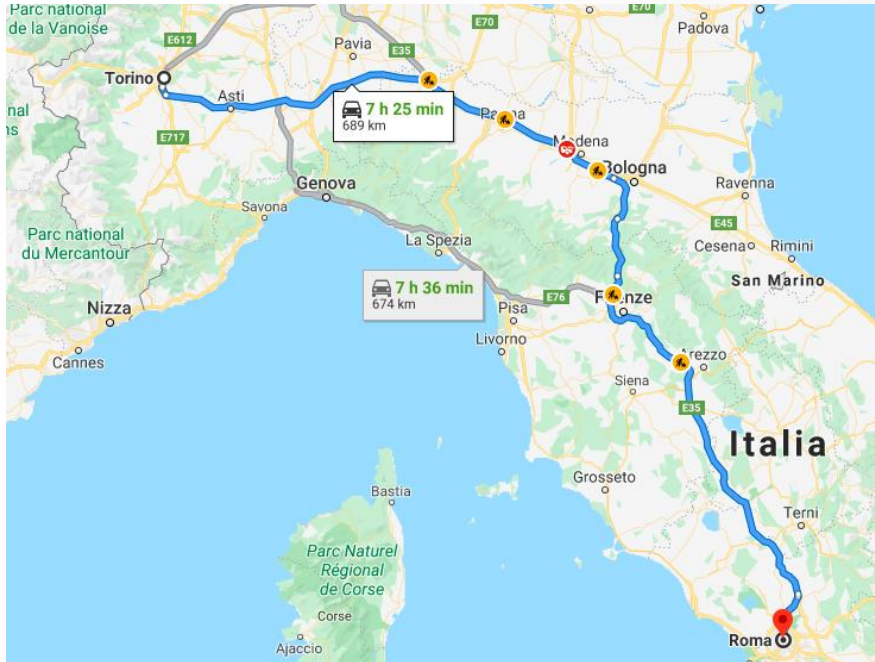 Parc national
de la Vanoise
E612
Pavia
E35
E70
E70
Padova
Torino
Asti
7 h 25 min
689 km
Parma
Modena
E717
Bologna
Genova
Ravenna
Savona
E45
Parc national
du Mercantour
La Spezia
Cesena
Rimini
7 h 36 min
674 km
San Marino
E76
Firenze
Nizza
Pisa
Livorno
Cannes
Arezzo
Siena
E35
Italia
Grosseto
Bastia
Terni
Parc Naturel
Régional
de Corse
Corse
Roma
Ajaccio